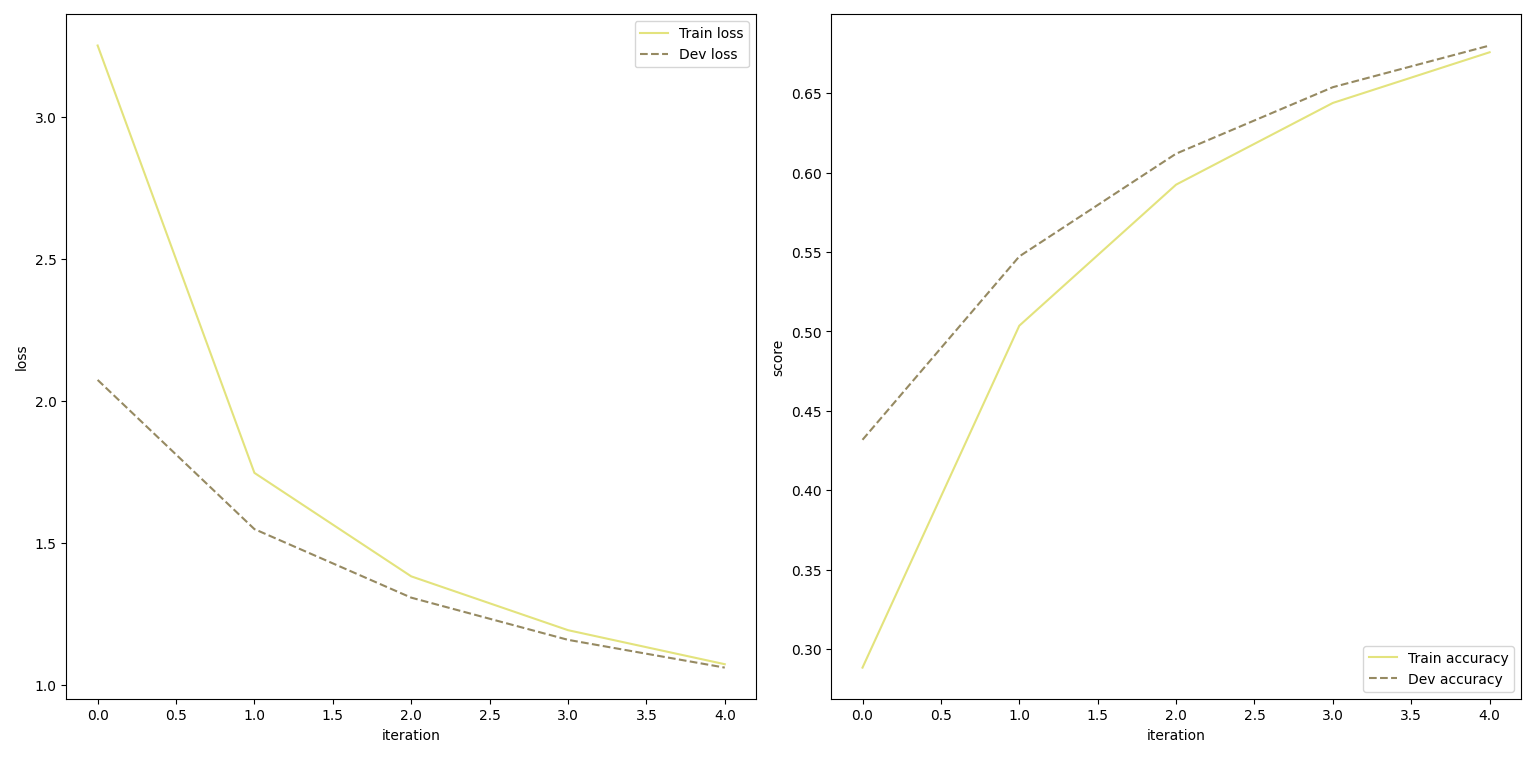 Train loss
Dev loss
3.0
2.5
2.0
1.5
1.0
loss
0.0 0.5 1.0 1.5 2.0 2.5 3.0 3.5 4.0
iteration
0.65
0.60
0.55
0.50
0.45
0.40
0.35
0.30
score
Train accuracy
Dev accuracy
0.0 0.5 1.0 1.5 2.0 2.5 3.0 3.5 4.0
iteration